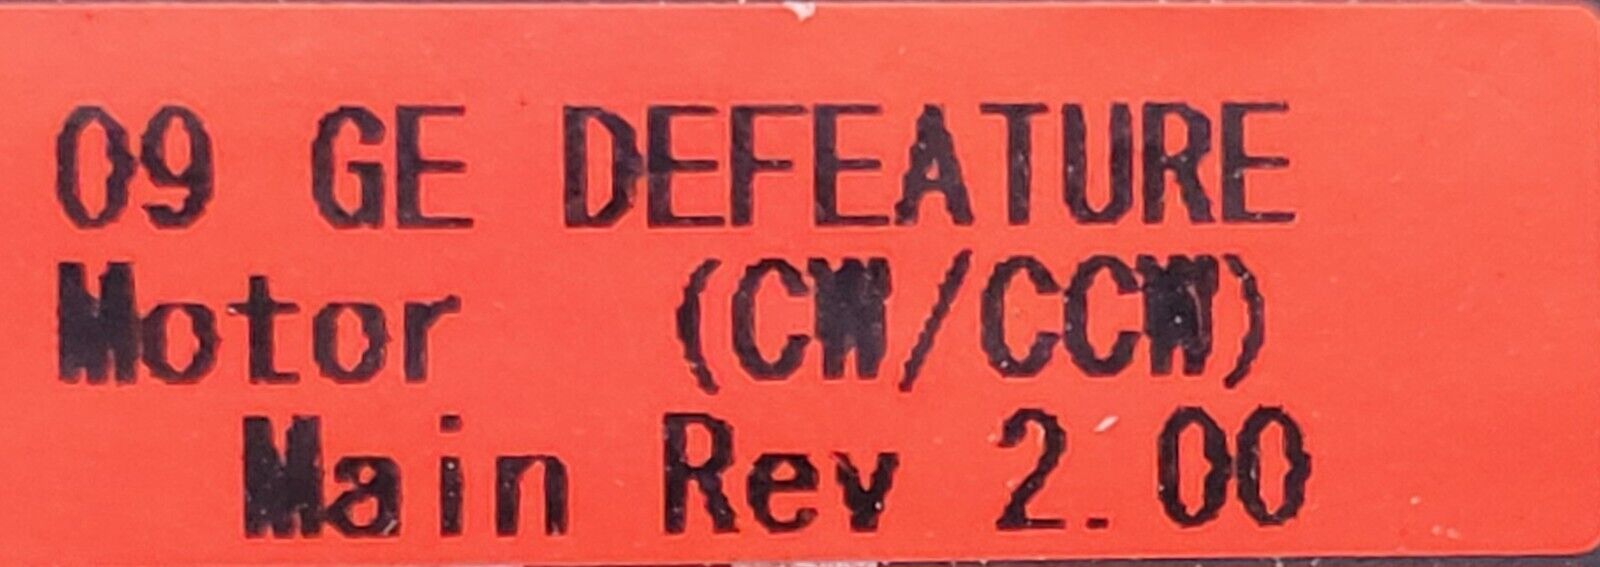 09 GE DEFEATURE
Motor (CW/CCW)
Main Rev 2.00